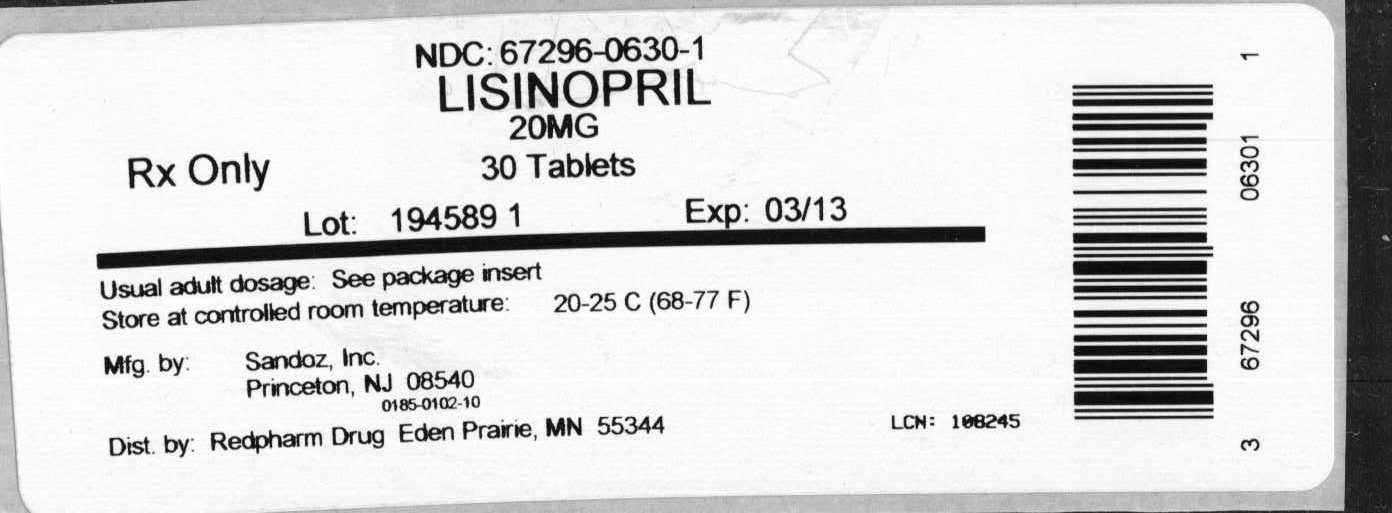 NDC: 67296-0630-1
LISINOPRIL
20MG
Rx Only 30 Tablets
Lot: 194589 1 Exp: 03/13
Usual adult dosage: See package insert
Store at controlled room temperature: 20-25 C (68-77 F)
Mfg. by: Sandoz, Inc.
Princeton, NJ 08540
0185-0102-10
Dist. by: Redpharm Drug Eden Prairie, MN 55344
LCN: 108245
3 67296 06301 1